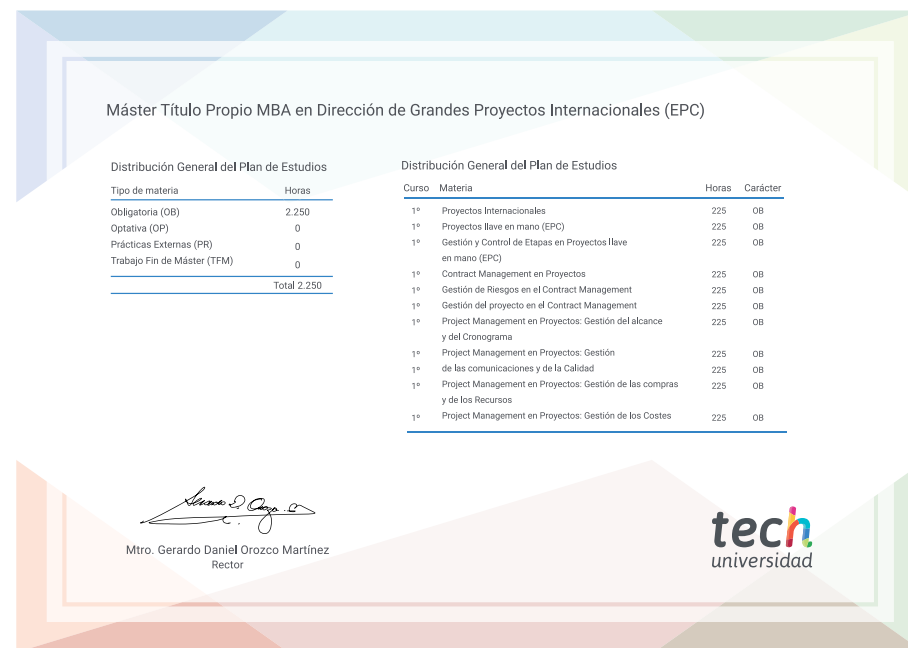 Máster Título Propio MBA en Dirección de Grandes Proyectos Internacionales (EPC)
Distribución General del Plan de Estudios
Tipo de materia Horas
Obligatoria (OB) 2.250
Optativa (OP) 0
Prácticas Externas (PR) 0
Trabajo Fin de Máster (TFM) 0
Total 2.250
Distribución General del Plan de Estudios
Curso Materia Horas Carácter
1º Proyectos Internacionales 225 OB
1º Proyectos llave en mano (EPC) 225 OB
1º Gestión y Control de Etapas en Proyectos llave 225 OB
en mano (EPC)
1º Contract Management en Proyectos 225 OB
1º Gestión de Riesgos en el Contract Management 225 OB
1º Gestión del proyecto en el Contract Management 225 OB
1º Project Management en Proyectos: Gestión del alcance 225 OB
y del Cronograma
1º Project Management en Proyectos: Gestión 225 OB
1º de las comunicaciones y de la Calidad 225 OB
1º Project Management en Proyectos: Gestión de las compras 225 OB
y de los Recursos
1º Project Management en Proyectos: Gestión de los Costes 225 OB
Mtro. Gerardo Daniel Orozco Martínez
Rector
tech
universidad